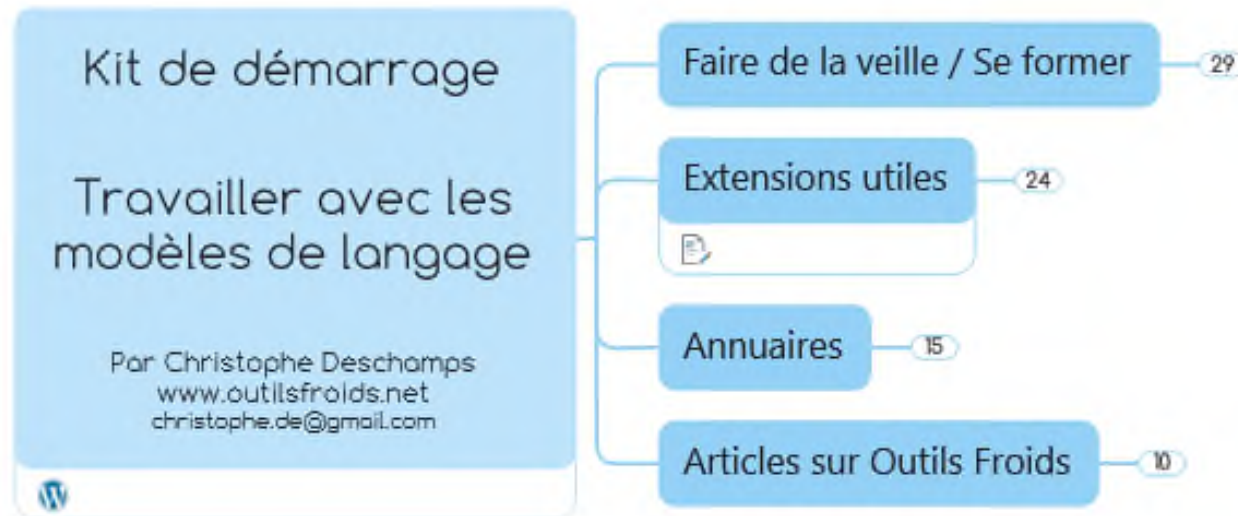 Kit de démarrage
Travailler avec les
modèles de langage
Par Christophe Deschamps
www.outilsfroids.net
christophe.de@gmail.com
Faire de la veille / Se former
29
Extensions utiles
24
Annuaires
15
Articles sur Outils Froids
10